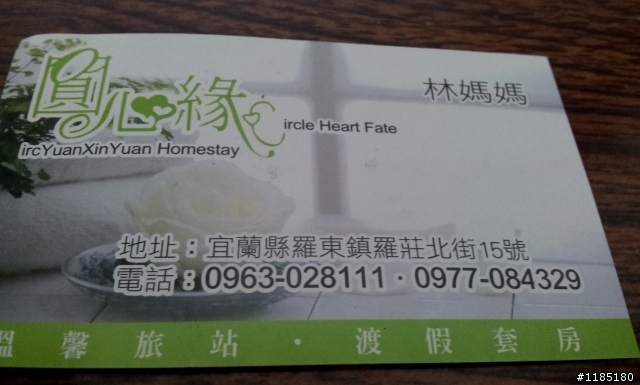 圓心緣
林媽媽
Circle Heart Fate
ircYuanXinYuan Homestay
地址：宜蘭縣羅東鎮羅莊北街15號
電話：0963-028111·0977-084329
溫馨旅站·渡假套房
#1185180